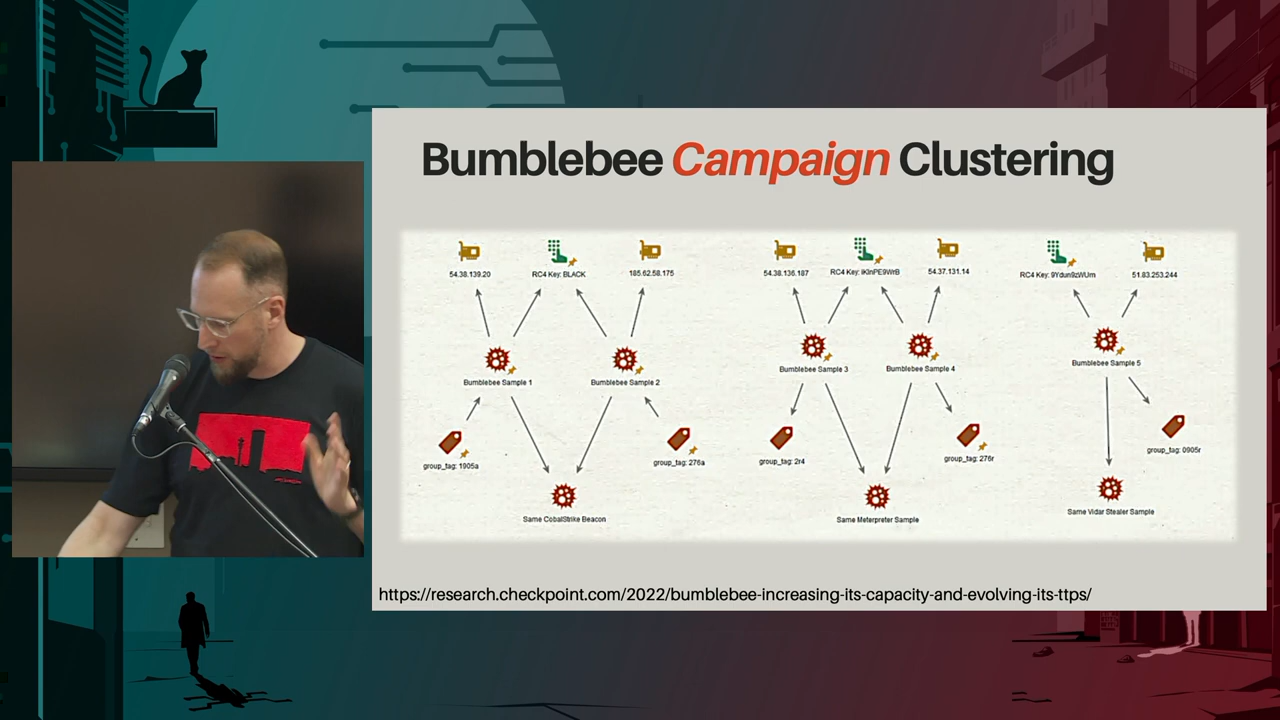 Bumblebee Campaign Clustering
54.38.139.20
RC4 Key: BLACK
185.62.58.175
54.38.136.187
RC4 Key: iKInPE9WrB
54.37.131.14
RC4 Key: 9Ydun9zWUm
51.83.253.244
Bumblebee Sample 1
Bumblebee Sample 2
Bumblebee Sample 3
Bumblebee Sample 4
Bumblebee Sample 5
group_tag: 1905a
group_tag: 276a
group_tag: 2r4
group_tag: 276r
group_tag: 0905r
Same CobalStrike Beacon
Same Meterpreter Sample
Same Vidar Stealer Sample
https://research.checkpoint.com/2022/bumblebee-increasing-its-capacity-and-evolving-its-ttps/